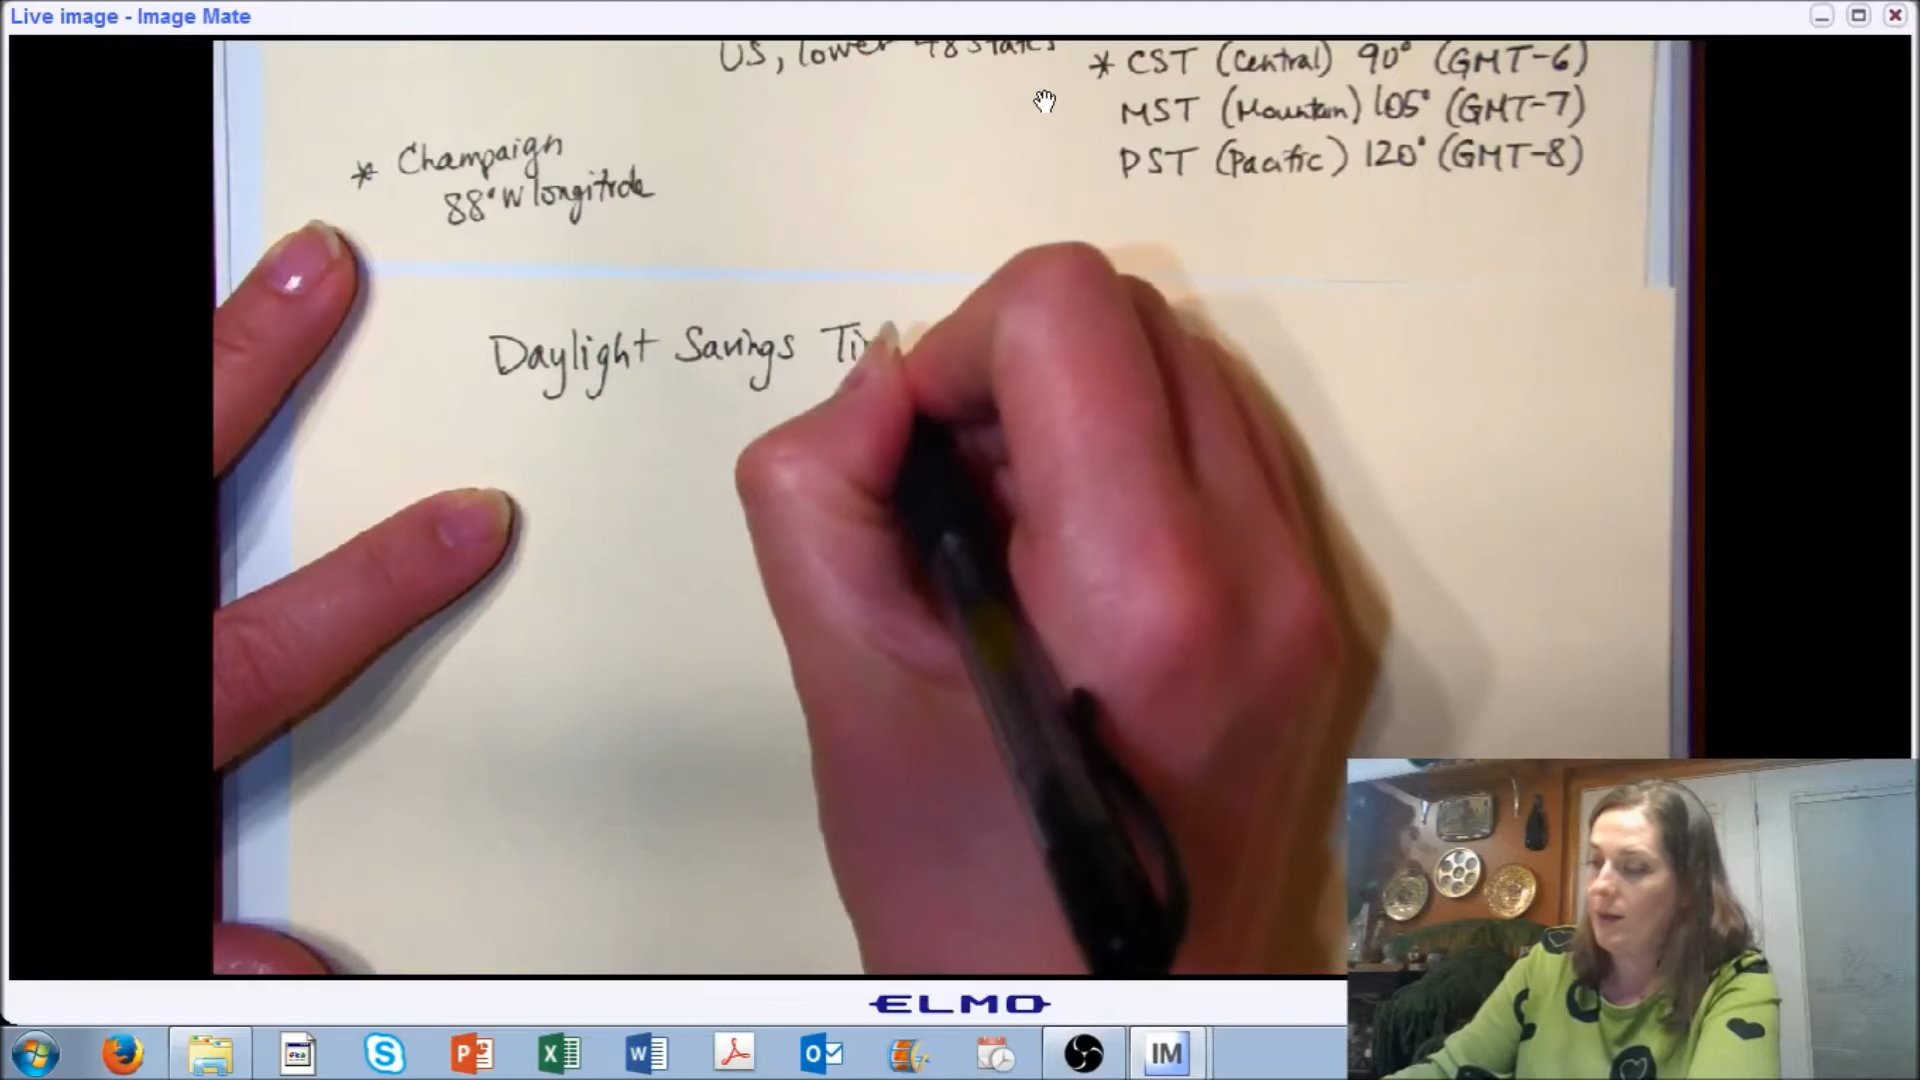 Live image - Image Mate
US, lower 48 states
* CST (Central) 90° (GMT-6)
MST (Mountain) 105° (GMT-7)
PST (Pacific) 120° (GMT-8)
* Champaign
88°W longitude
Daylight Savings Ti
ELMO
IM